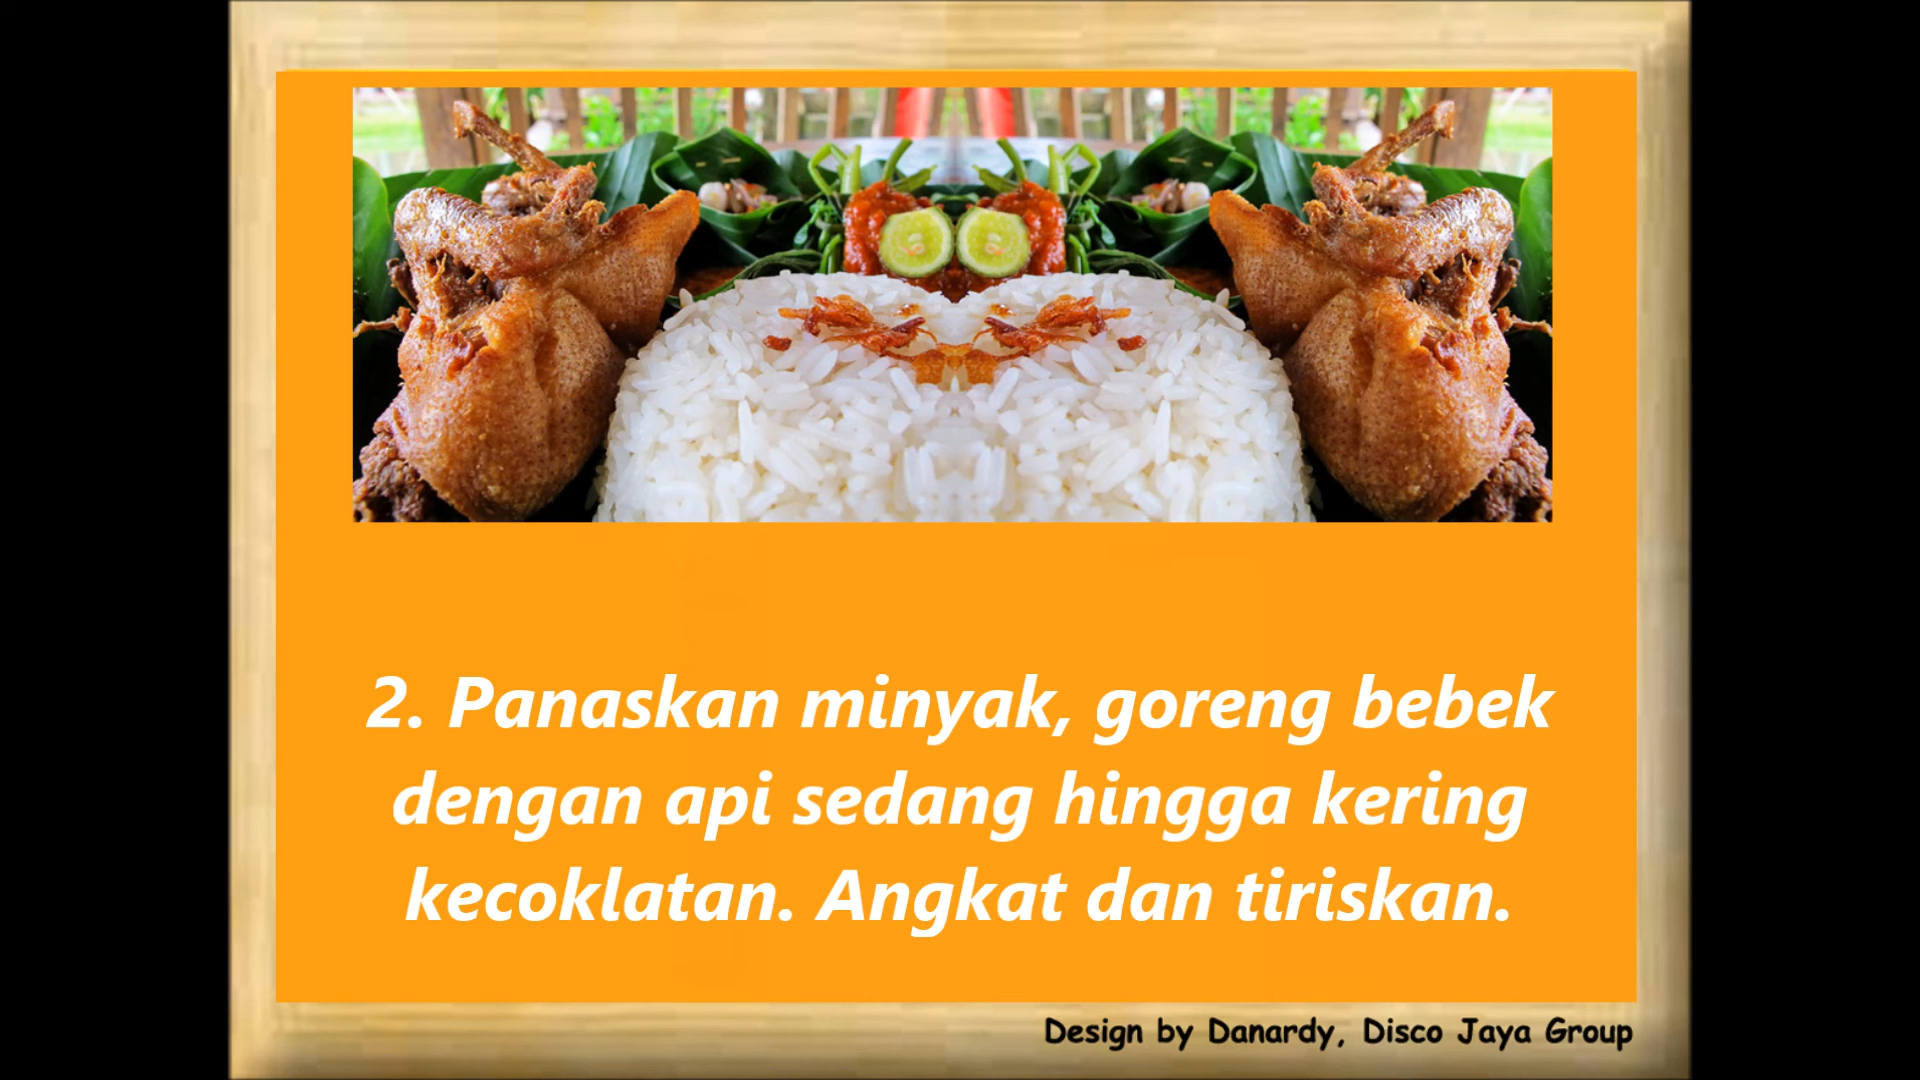 2. Panaskan minyak, goreng bebek
dengan api sedang hingga kering
kecoklatan. Angkat dan tiriskan.
Design by Danardy, Disco Jaya Group